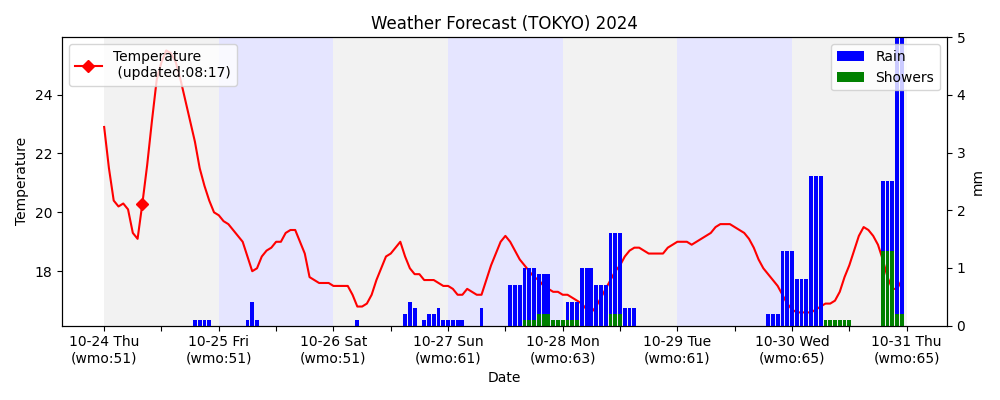 Weather Forecast (TOKYO) 2024
Temperature
(updated:08:17)
Rain
Showers
Temperature
24
22
20
18
5
4
3
2
1
0
mm
10-24 Thu
(wmo:51)
10-25 Fri
(wmo:51)
10-26 Sat
(wmo:51)
10-27 Sun
(wmo:61)
10-28 Mon
(wmo:63)
10-29 Tue
(wmo:61)
10-30 Wed
(wmo:65)
10-31 Thu
(wmo:65)
Date